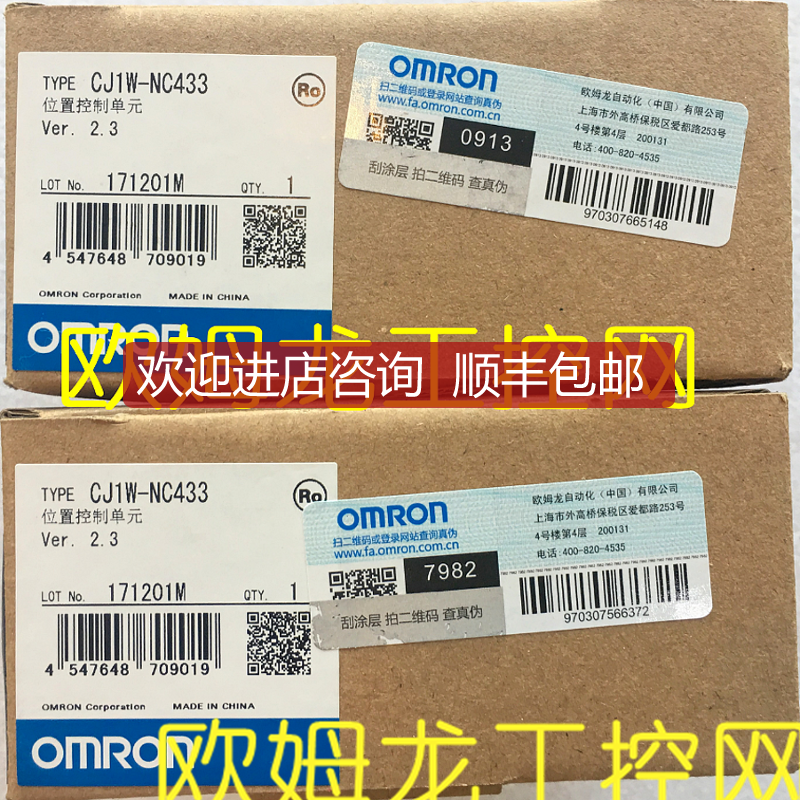 TYPE CJ1W-NC433
Ro
位置控制单元
Ver. 2.3
LOT No. 171201M QTY. 1
4 547648 709019
OMRON Corporation MADE IN CHINA
OMRON
OMRON
扫二维码或登录网站查询真伪
www.fa.omron.com.cn
0913
刮涂层 拍二维码 查真伪
欧姆龙自动化（中国）有限公司
上海市外高桥保税区爱都路253号
4号楼第4层 200131
电话:400-820-4535
970307665148
欧姆龙工控网
欢迎进店咨询 顺丰包邮
TYPE CJ1W-NC433
Ro
位置控制单元
Ver. 2.3
LOT No. 171201M QTY. 1
4 547648 709019
OMRON Corporation MADE IN CHINA
OMRON
OMRON
扫二维码或登录网站查询真伪
www.fa.omron.com.cn
7982
刮涂层 拍二维码 查真伪
欧姆龙自动化（中国）有限公司
上海市外高桥保税区爱都路253号
4号楼第4层 200131
电话:400-820-4535
970307566372
欧姆龙工控网